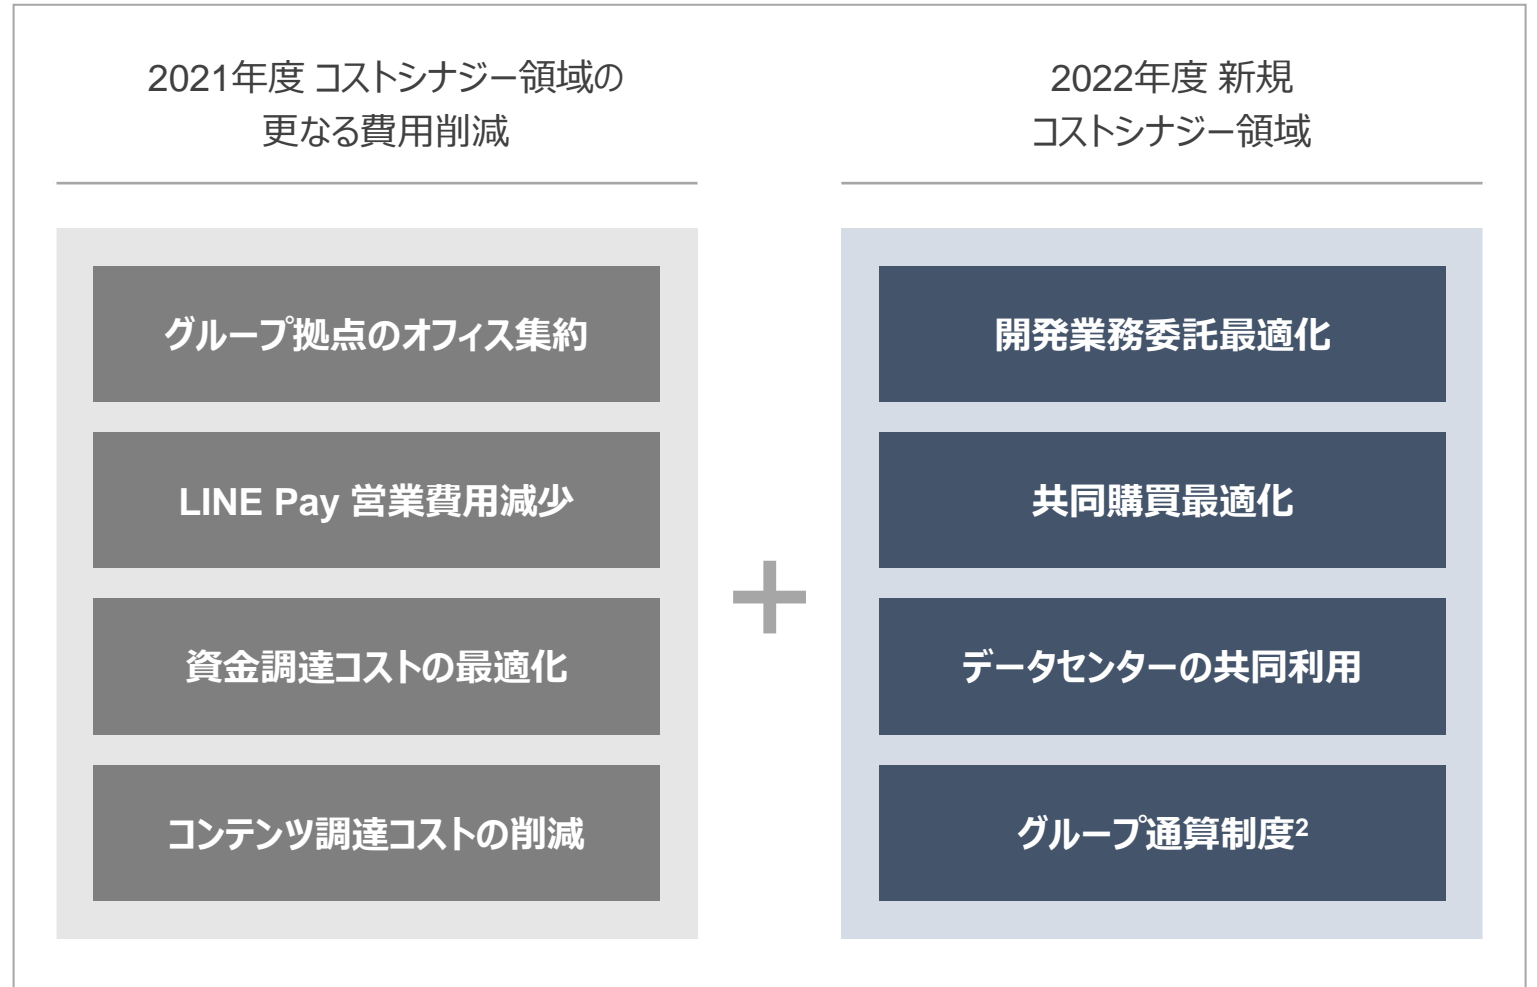 2021年度 コストシナジー領域の
更なる費用削減
グループ拠点のオフィス集約
LINE Pay 営業費用減少
資金調達コストの最適化
コンテンツ調達コストの削減
+
2022年度 新規
コストシナジー領域
開発業務委託最適化
共同購買最適化
データセンターの共同利用
グループ通算制度2